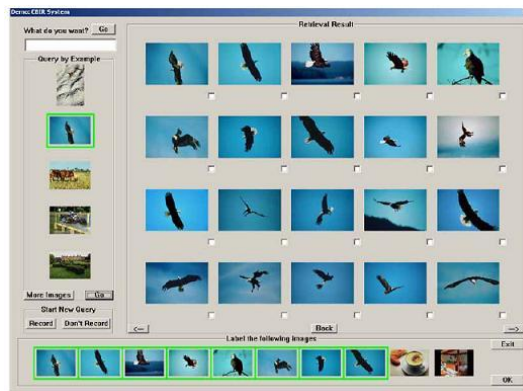 Demo: CBIR System
What do you want?
Go
Query by Example
More Images
Go
Start New Query
Record
Don't Record
Retrieval Result
<--
Back
-->
Label the following images
Exit
OK